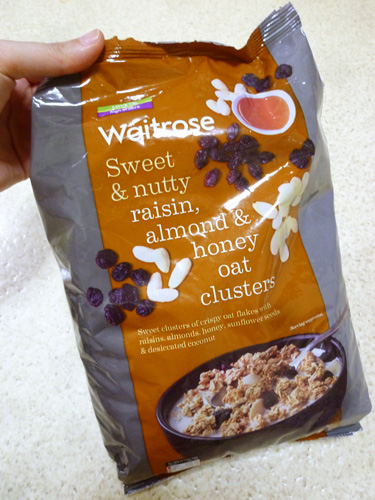 Waitrose
Sweet
& nutty
raisin,
almond &
honey
oat
clusters
Sweet clusters of crispy oat flakes with
raisins, almonds, honey, sunflower seeds
& desiccated coconut